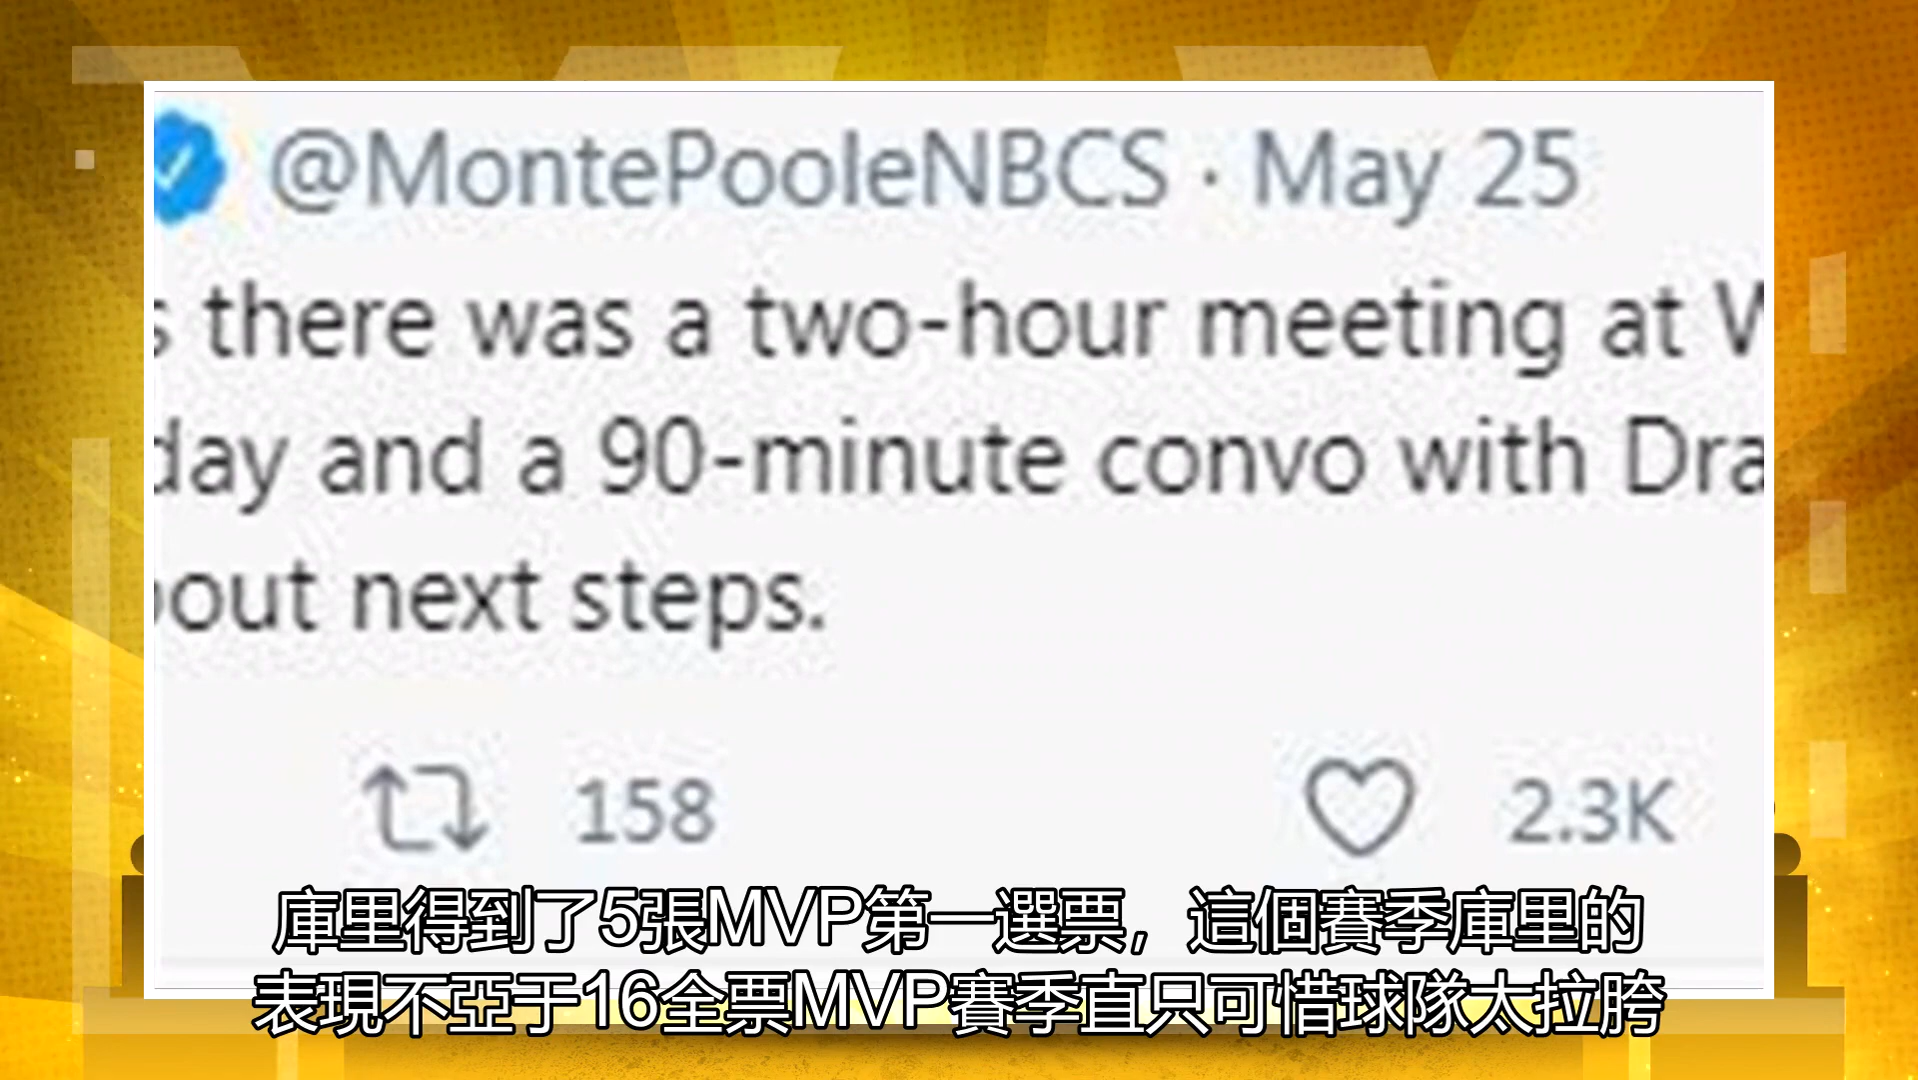 @MontePooleNBCS · May 25
there was a two-hour meeting at
and a 90-minute convo with
next steps.
158 2.3K
庫里得到了5張MVP第一選票，這個賽季庫里的
表現不亞于16全票MVP賽季直只可惜球隊太拉胯